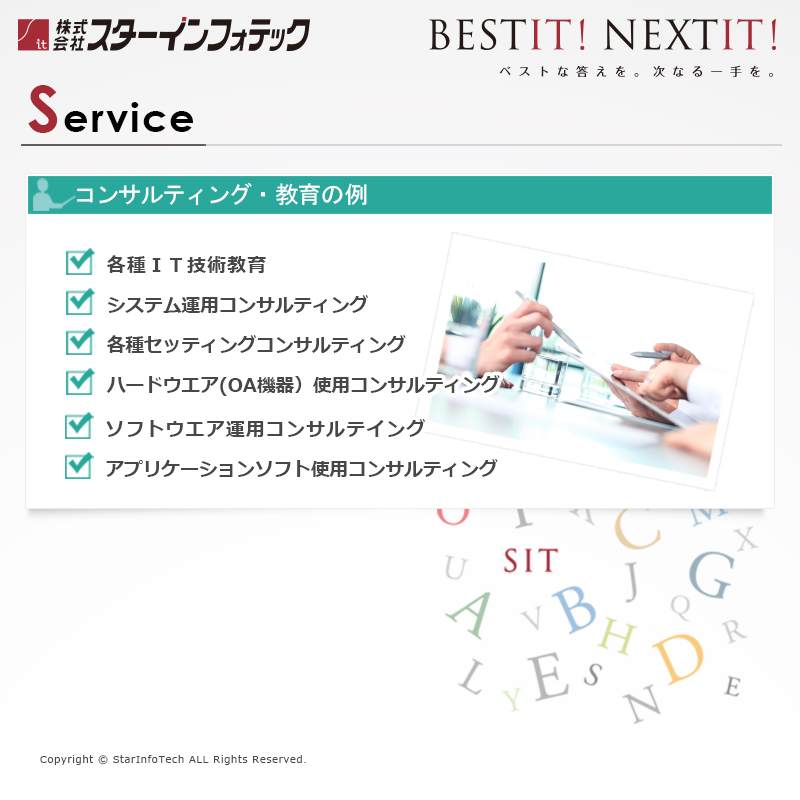 it 株式会社 スターインフォテック
BESTIT! NEXTIT!
ベストな答えを。次なる一手を。
Service
コンサルティング・教育の例
各種ＩＴ技術教育
システム運用コンサルティング
各種セッティングコンサルティング
ハードウエア(OA機器）使用コンサルティング
ソフトウエア運用コンサルテイング
アプリケーションソフト使用コンサルティング
C M X
SIT
U J G
A V B Q
H R
L E S D
Y N E
Copyright © StarInfoTech ALL Rights Reserved.